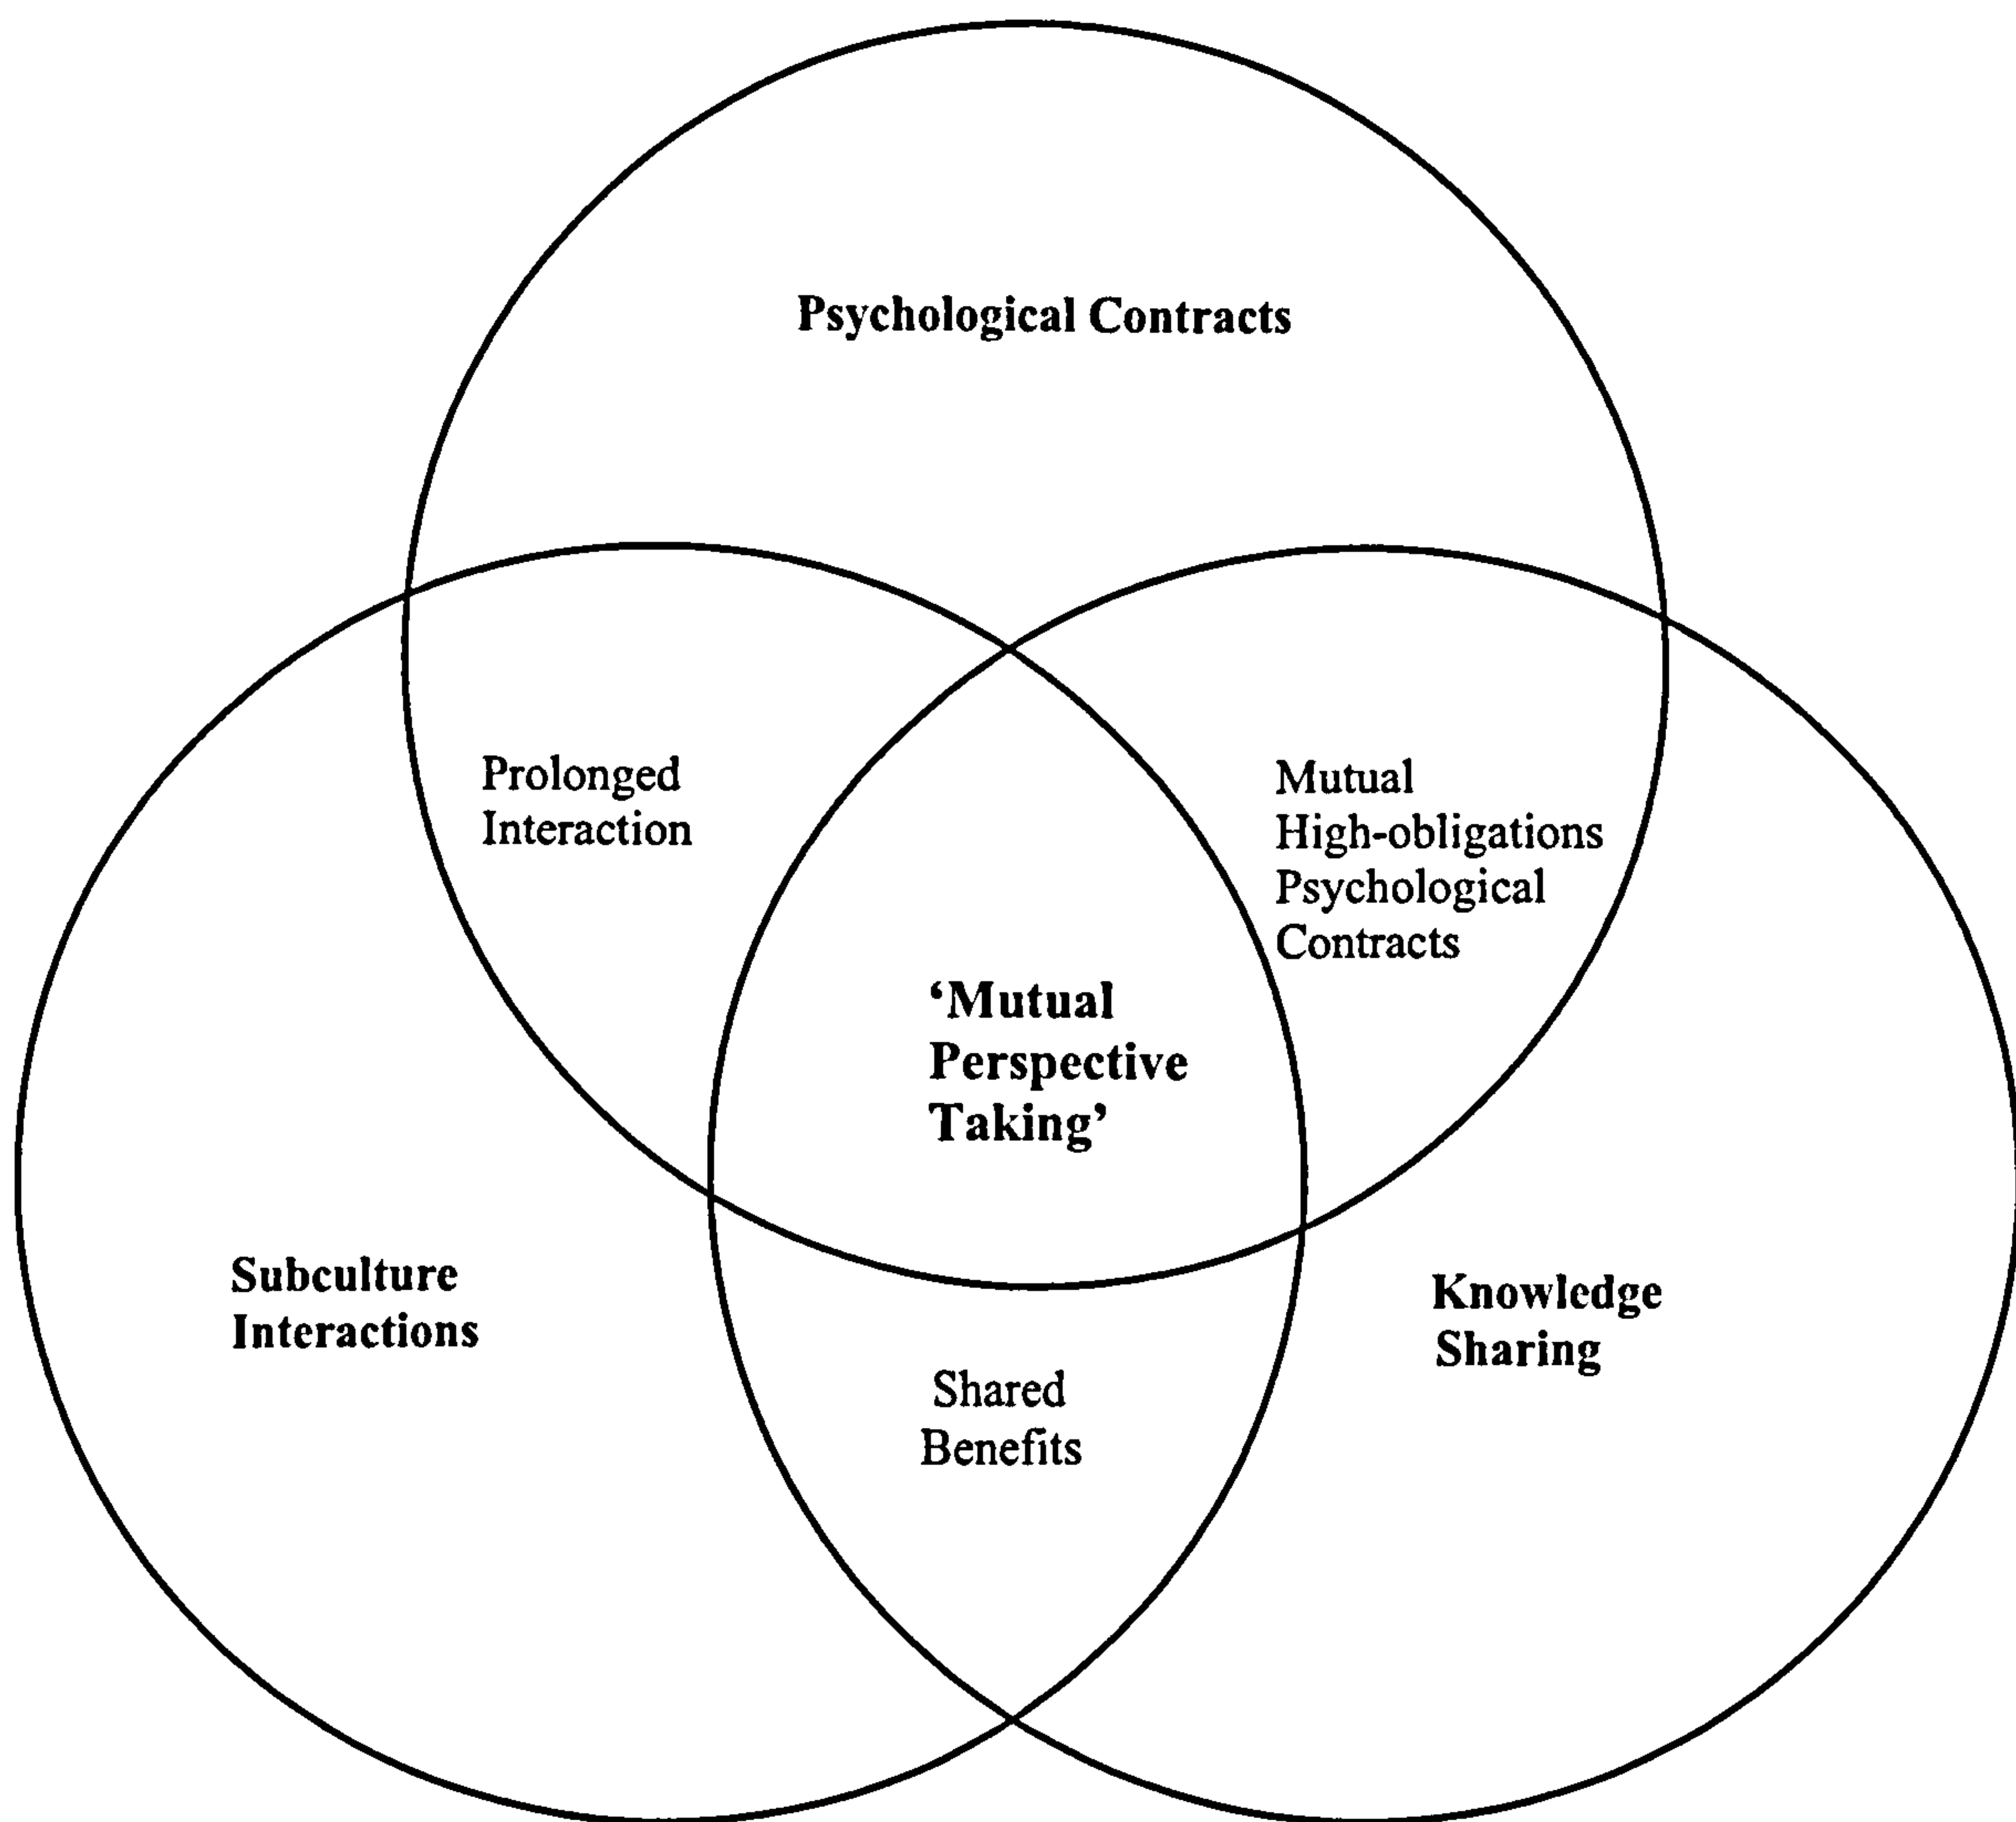 Psychological Contracts
Prolonged
Interaction
Mutual
High-obligations
Psychological
Contracts
‘Mutual
Perspective
Taking’
Subculture
Interactions
Knowledge
Sharing
Shared
Benefits